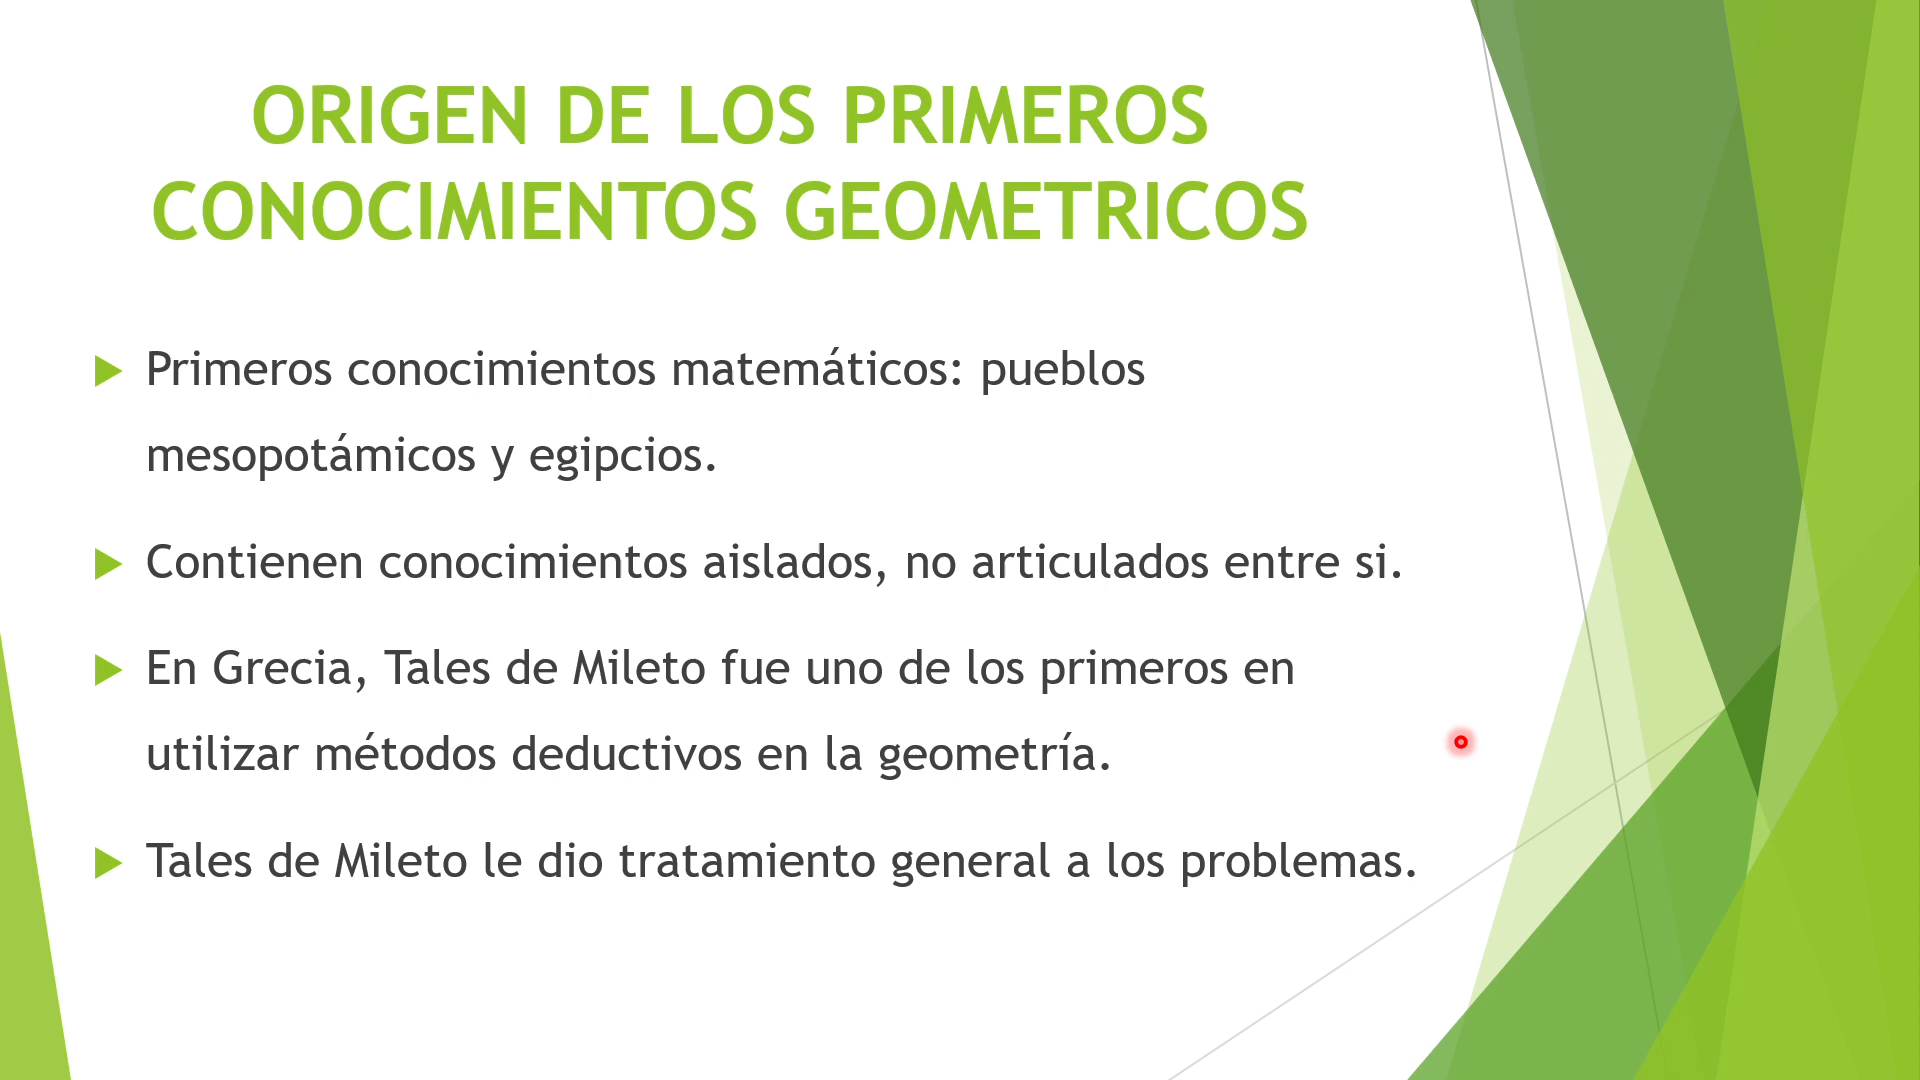 ORIGEN DE LOS PRIMEROS
CONOCIMIENTOS GEOMETRICOS
Primeros conocimientos matemáticos: pueblos
mesopotámicos y egipcios.
Contienen conocimientos aislados, no articulados entre si.
En Grecia, Tales de Mileto fue uno de los primeros en
utilizar métodos deductivos en la geometría.
Tales de Mileto le dio tratamiento general a los problemas.